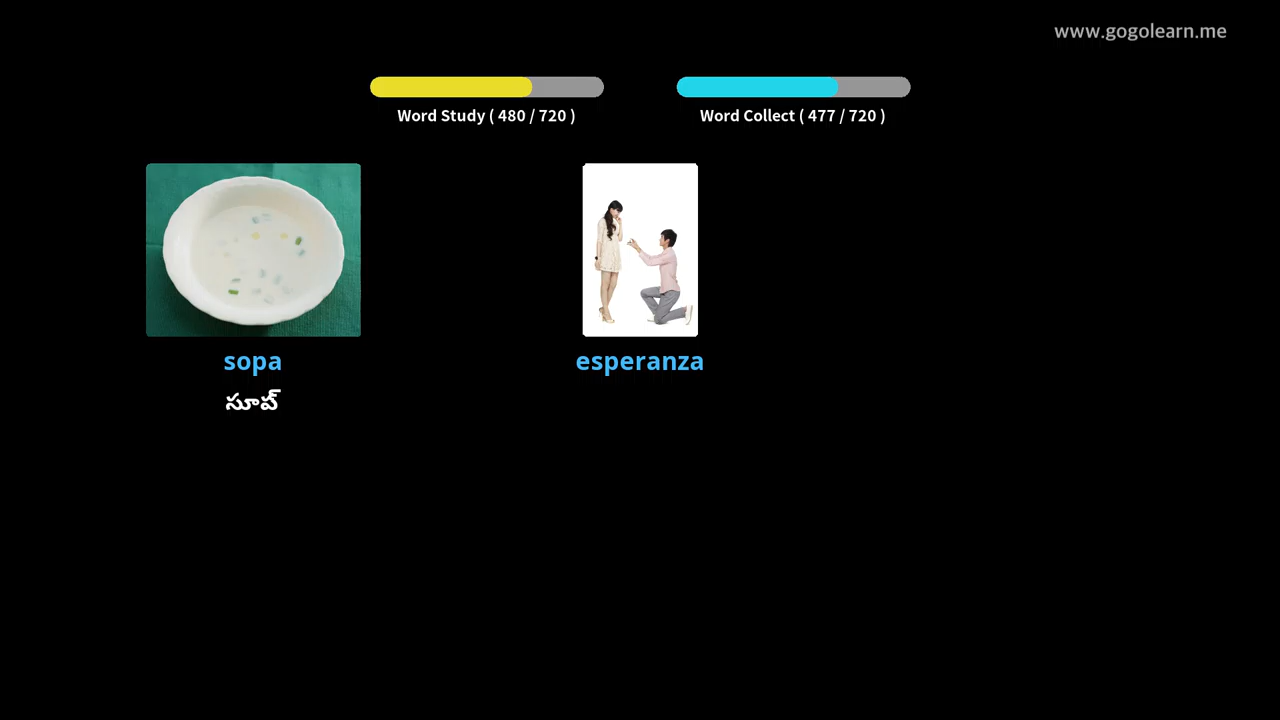 www.gogolearn.me
Word Study ( 480 / 720 )
Word Collect ( 477 / 720 )
sopa
esperanza
సూప్